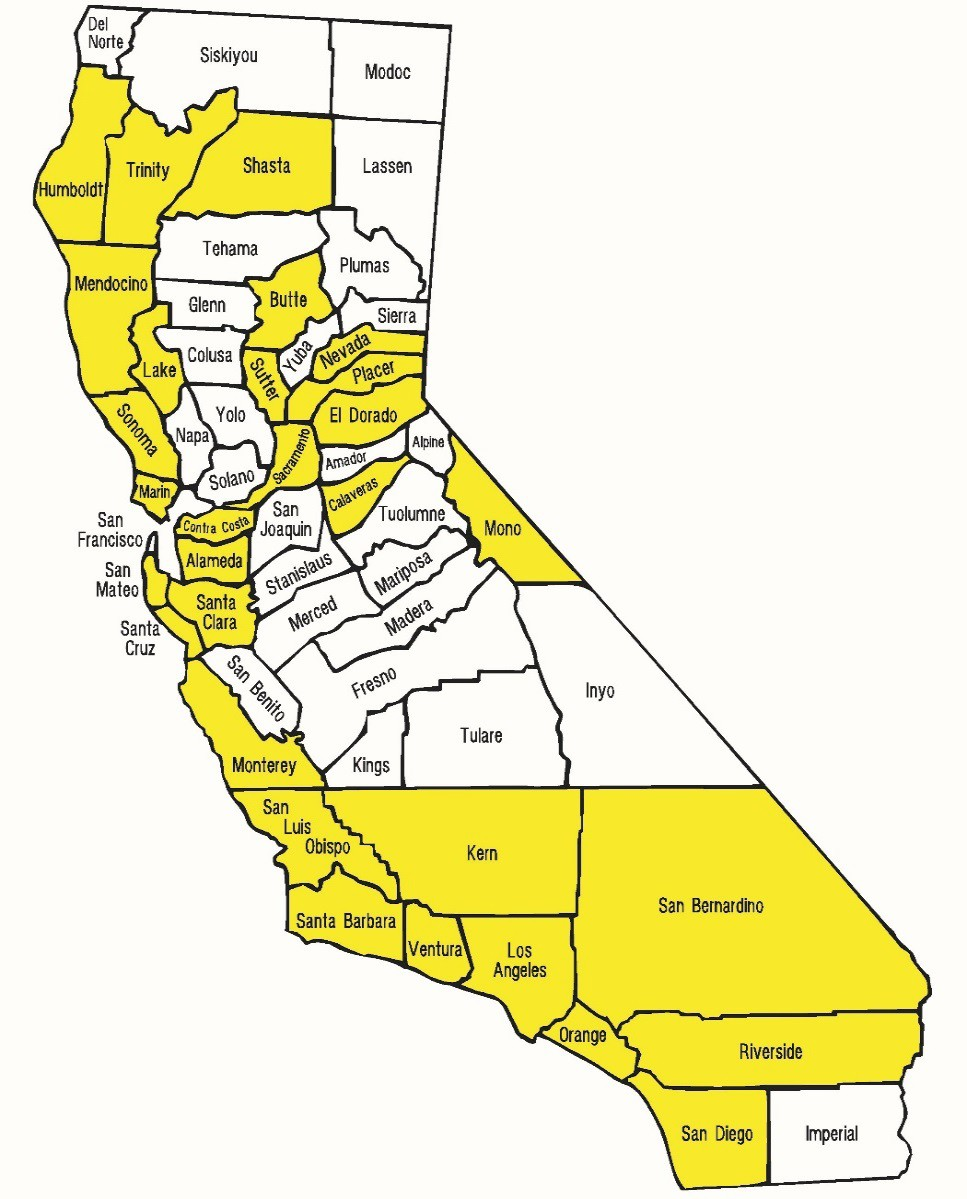 Del
Norte
Siskiyou
Modoc
Humboldt
Trinity
Shasta
Lassen
Tehama
Plumas
Mendocino
Glenn
Butte
Sierra
Lake
Colusa
Sutter
Yuba
Nevada
Placer
El Dorado
Sonoma
Napa
Yolo
Sacramento
Amador
Alpine
Solano
Marin
Calaveras
Tuolumne
Mono
San
Francisco
Contra Costa
San
Joaquin
Alameda
Stanislaus
Mariposa
San
Mateo
Santa
Clara
Merced
Madera
Santa
Cruz
San Benito
Fresno
Inyo
Monterey
Kings
Tulare
San
Luis
Obispo
Kern
San Bernardino
Santa Barbara
Ventura
Los
Angeles
Orange
Riverside
San Diego
Imperial